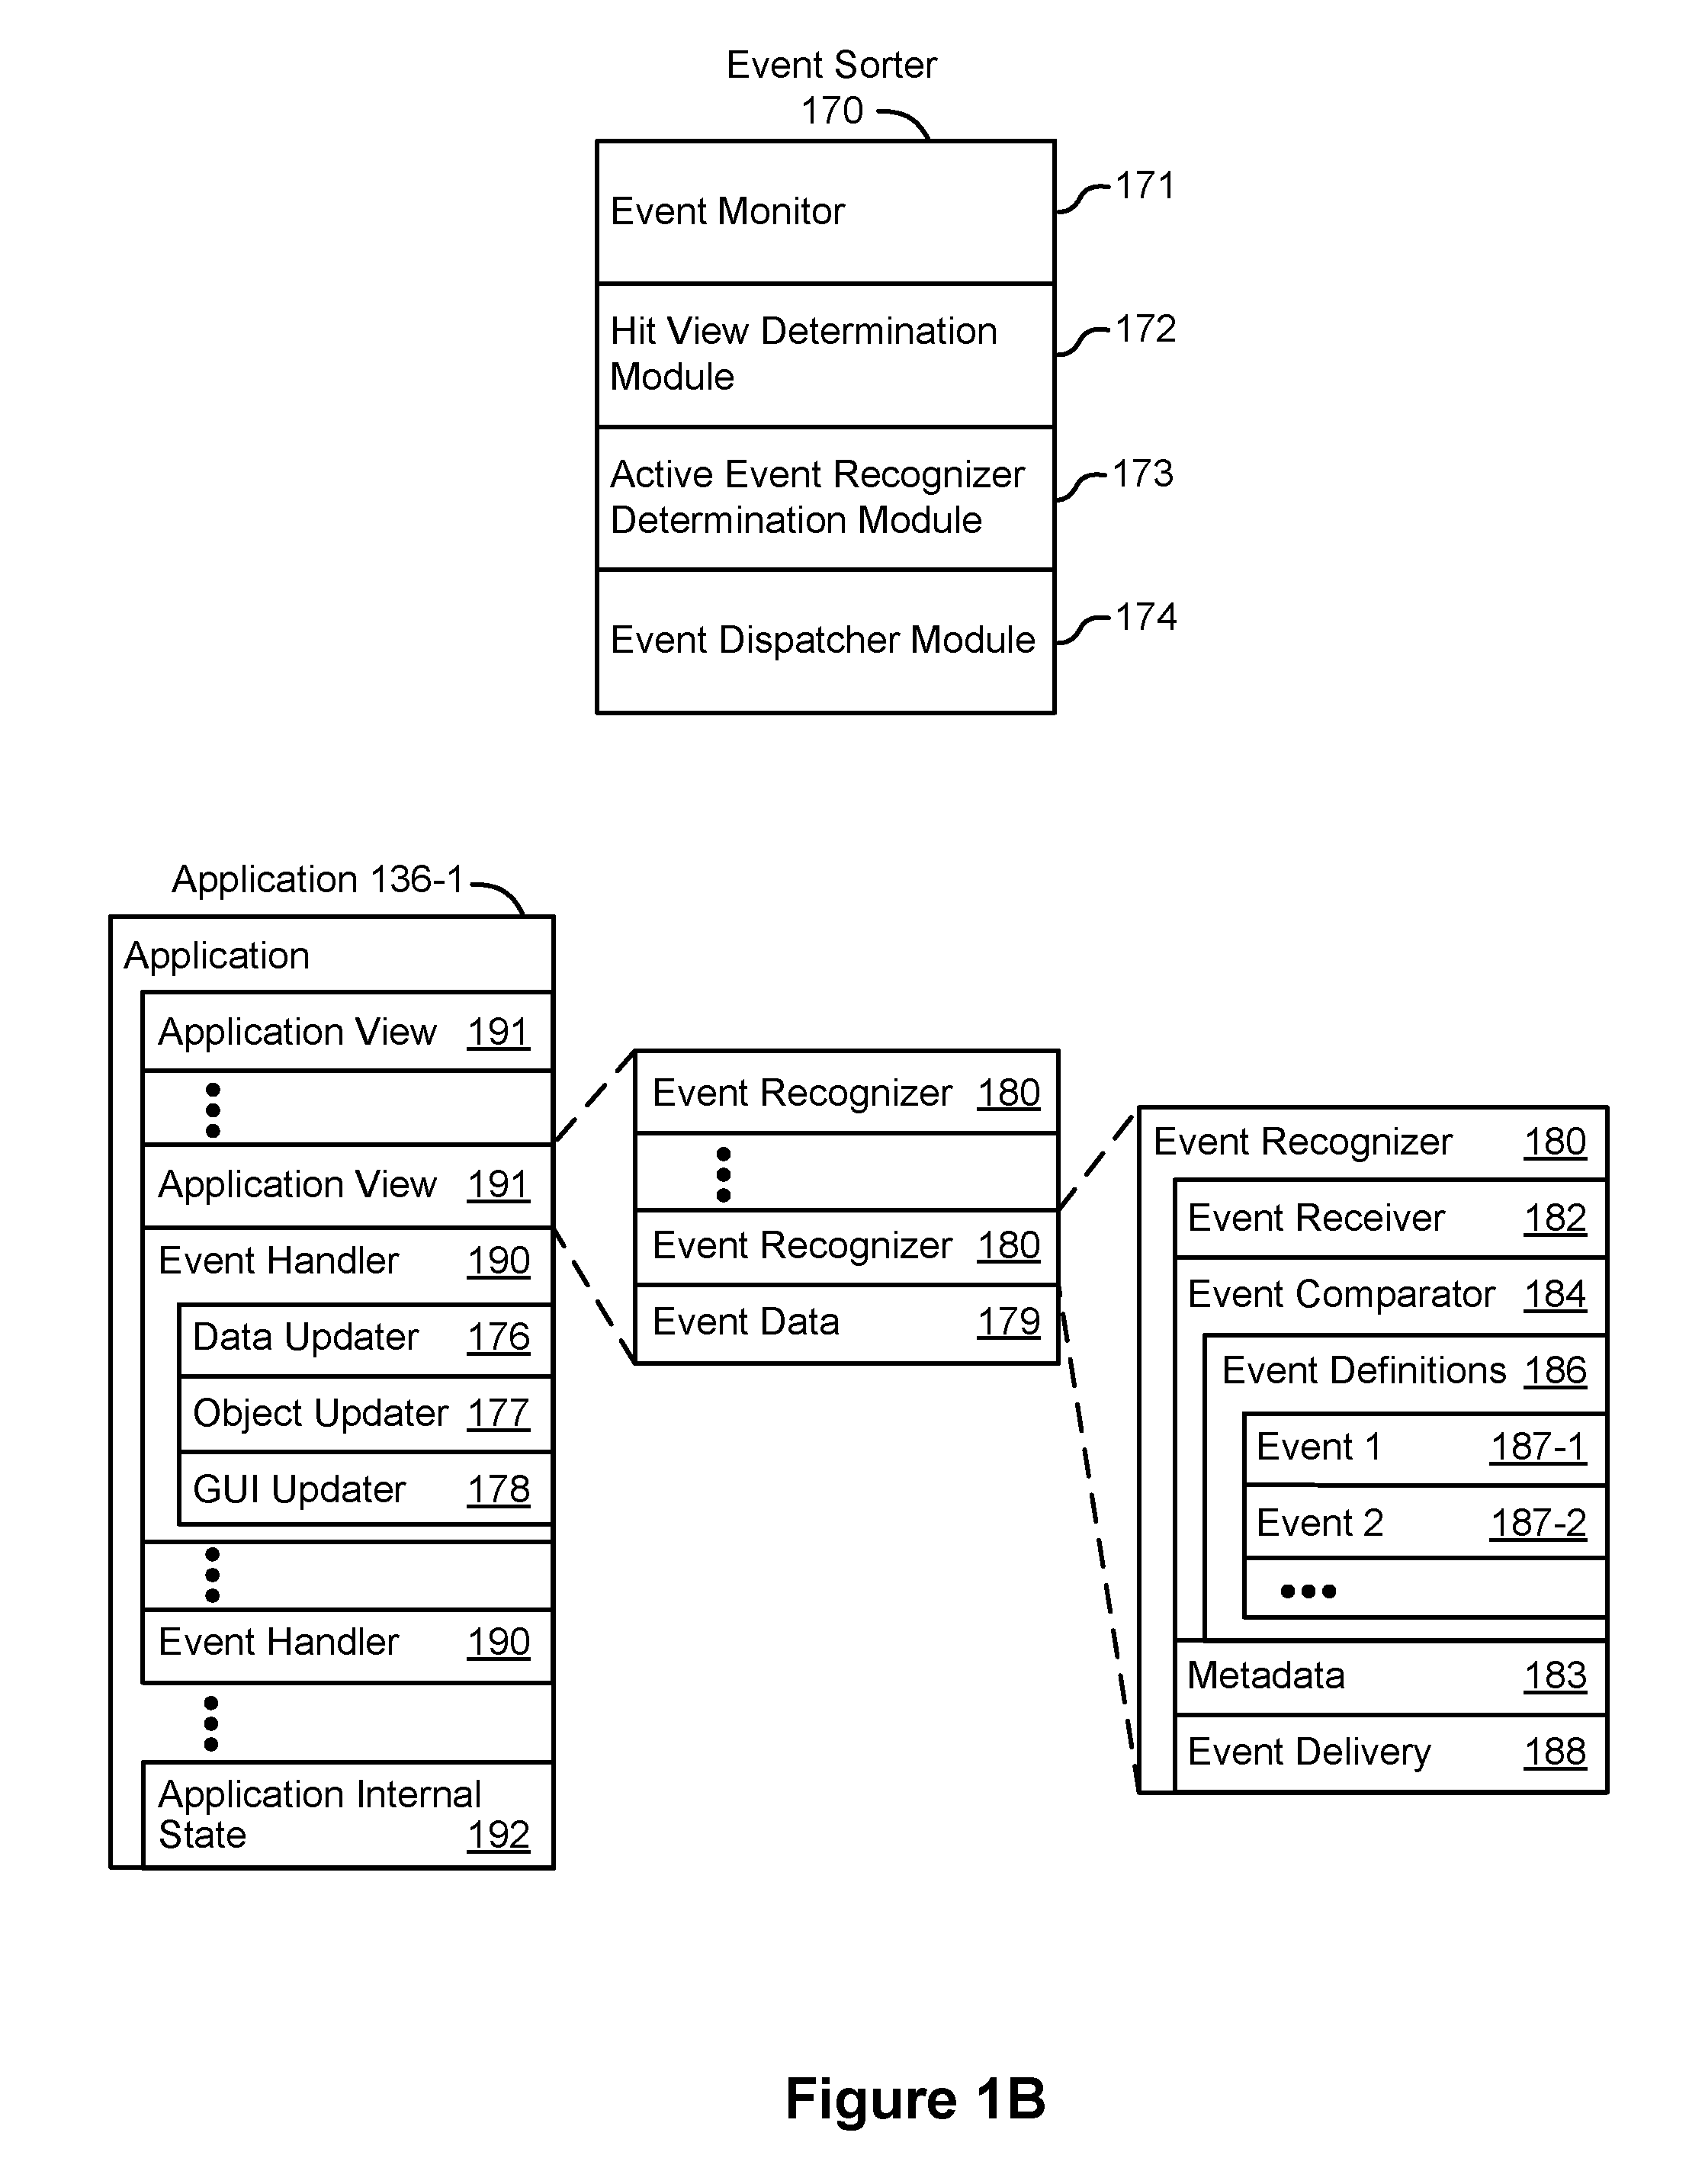 Event Sorter
170
Event Monitor
171
Hit View Determination
Module
172
Active Event Recognizer
Determination Module
173
Event Dispatcher Module
174
Application 136-1
Application
Application View 191
Application View 191
Event Handler 190
Data Updater 176
Object Updater 177
GUI Updater 178
Event Handler 190
Application Internal
State 192
Event Recognizer 180
Event Recognizer 180
Event Data 179
Event Recognizer 180
Event Receiver 182
Event Comparator 184
Event Definitions 186
Event 1 187-1
Event 2 187-2
Metadata 183
Event Delivery 188
Figure 1B